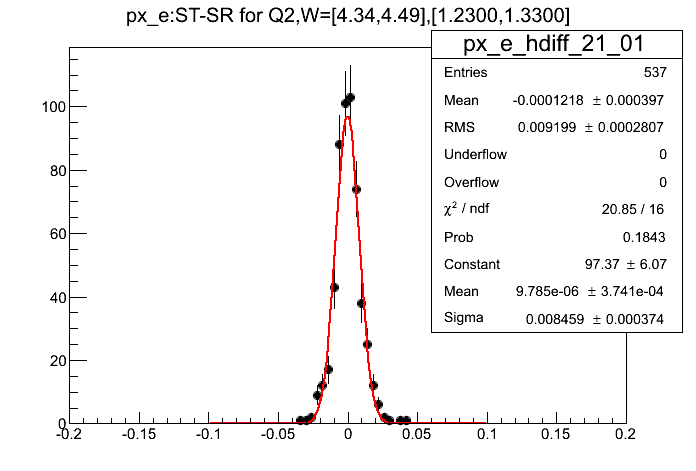 px_e:ST-SR for Q2,W=[4.34,4.49],[1.2300,1.3300]
px_e_hdiff_21_01
Entries 537
Mean -0.0001218 ± 0.000397
RMS 0.009199 ± 0.0002807
Underflow 0
Overflow 0
χ² / ndf 20.85 / 16
Prob 0.1843
Constant 97.37 ± 6.07
Mean 9.785e-06 ± 3.741e-04
Sigma 0.008459 ± 0.000374
100
80
60
40
20
0
-0.2 -0.15 -0.1 -0.05 0 0.05 0.1 0.15 0.2